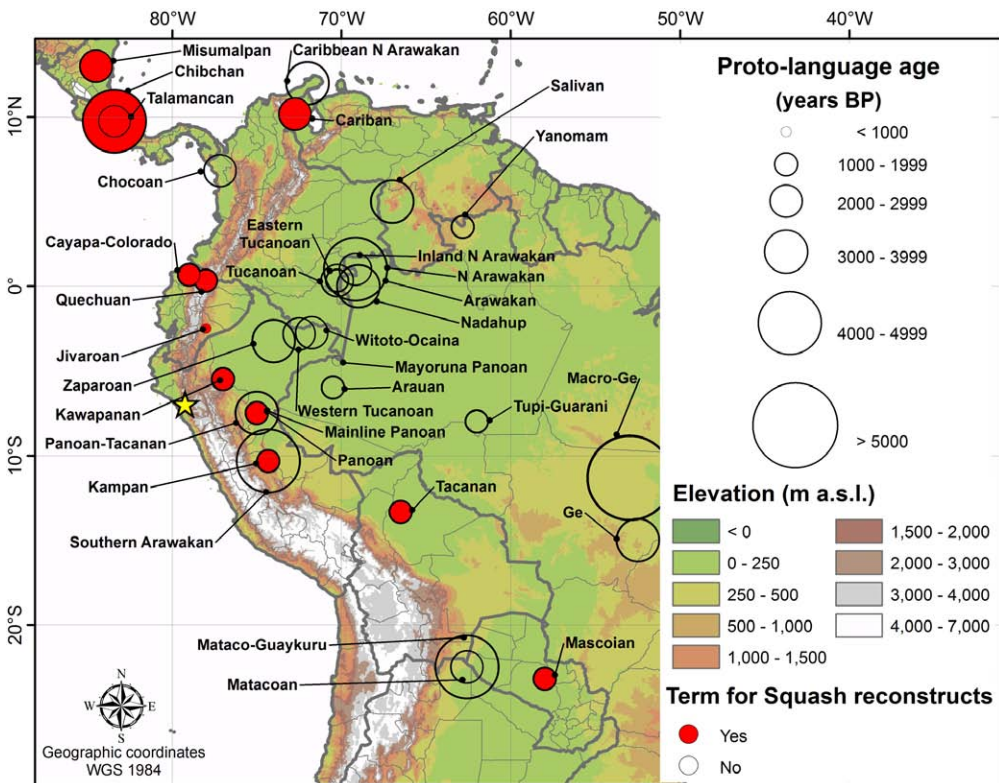 80°W
70°W
60°W
50°W
40°W
10°N
0°
10°S
20°S
Misumalpan
Chibchan
Talamancan
Caribbean N Arawakan
Cariban
Salivan
Yanomam
Chocoan
Cayapa-Colorado
Eastern
Tucanoan
Tucanoan
Inland N Arawakan
N Arawakan
Arawakan
Nadahup
Quechuan
Jivaroan
Zaparoan
Kawapanan
Witoto-Ocaina
Mayoruna Panoan
Arauan
Western Tucanoan
Mainline Panoan
Panoan
Panoan-Tacanan
Kampan
Southern Arawakan
Tupi-Guarani
Macro-Ge
Ge
Tacanan
Mataco-Guaykuru
Matacoan
Mascoian
N
W
E
S
Geographic coordinates
WGS 1984
Proto-language age
(years BP)
< 1000
1000 - 1999
2000 - 2999
3000 - 3999
4000 - 4999
> 5000
Elevation (m a.s.l.)
< 0
0 - 250
250 - 500
500 - 1,000
1,000 - 1,500
1,500 - 2,000
2,000 - 3,000
3,000 - 4,000
4,000 - 7,000
Term for Squash reconstructs
Yes
No